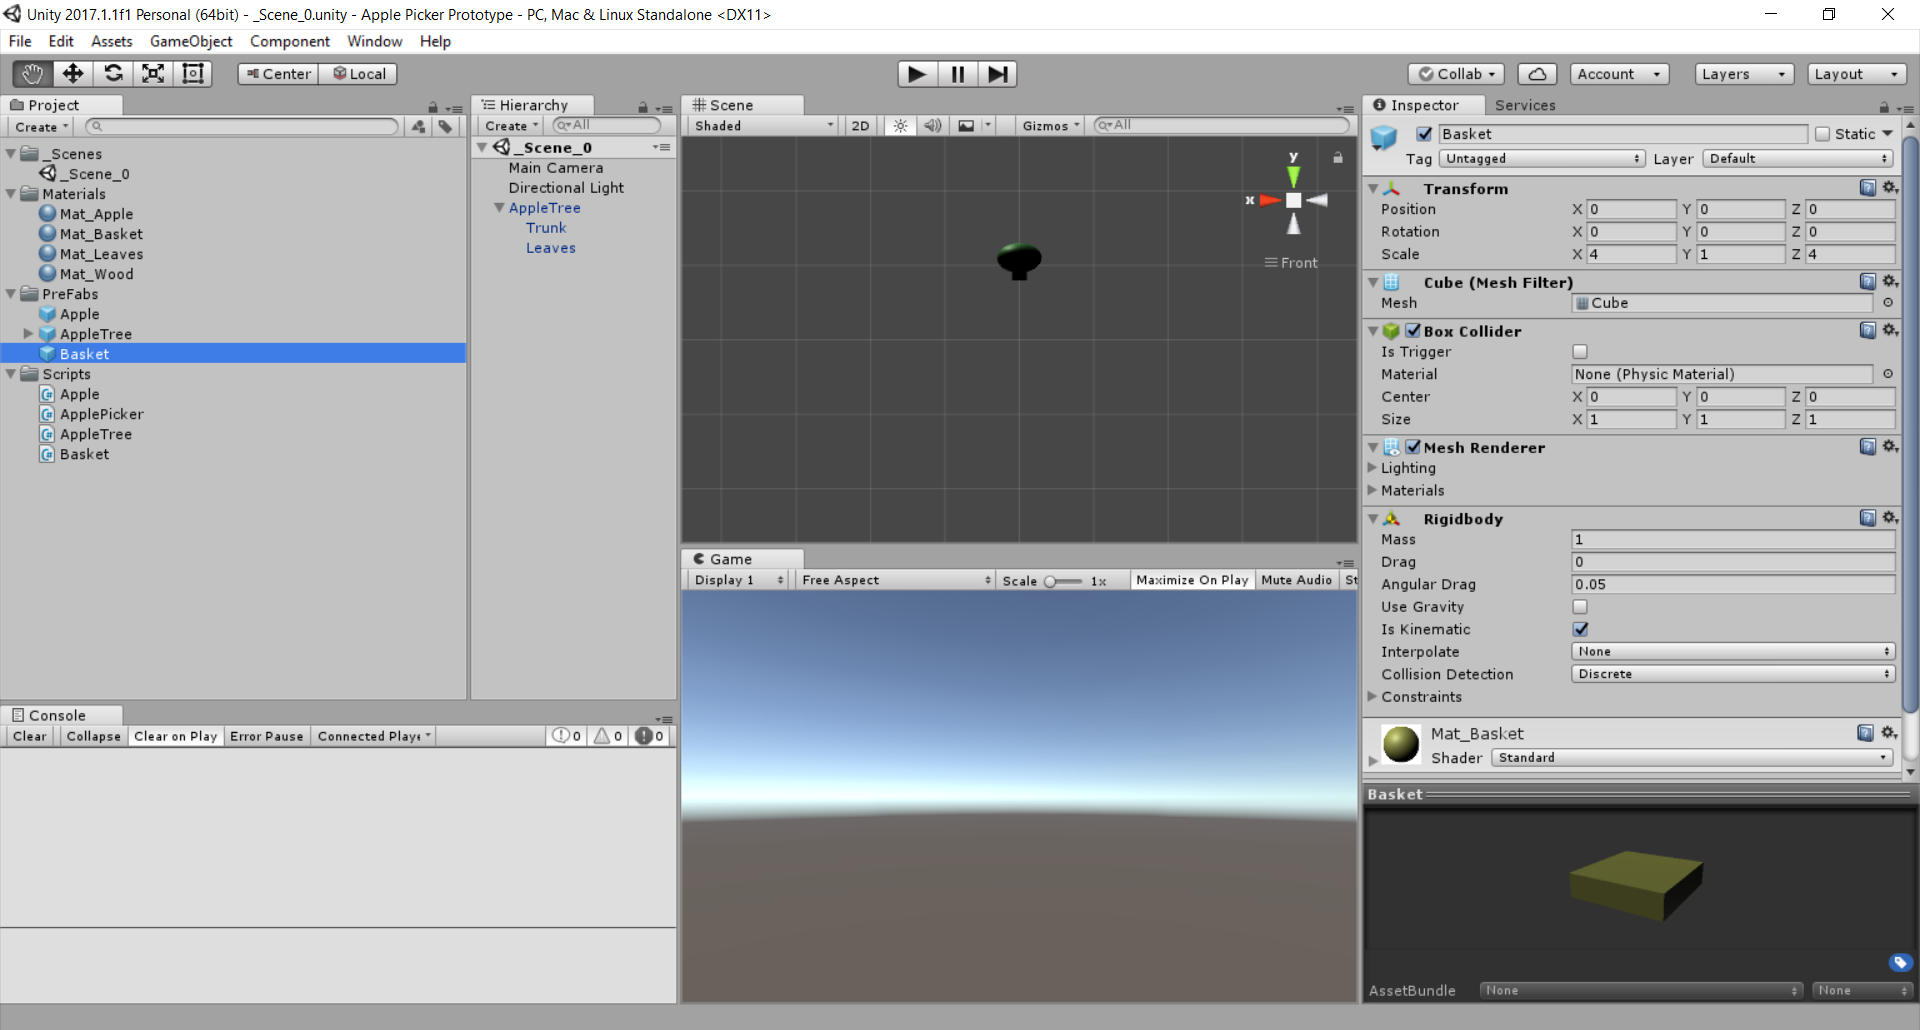 Unity 2017.1.1f1 Personal (64bit) - _Scene_0.unity - Apple Picker Prototype - PC, Mac & Linux Standalone <DX11>
File Edit Assets GameObject Component Window Help
Center Local Collab Account Layers Layout
Project
Create
_Scenes
_Scene_0
Materials
Mat_Apple
Mat_Basket
Mat_Leaves
Mat_Wood
PreFabs
Apple
AppleTree
Basket
Scripts
Apple
ApplePicker
AppleTree
Basket
Hierarchy
Create All
_Scene_0
Main Camera
Directional Light
AppleTree
Trunk
Leaves
Scene
Shaded 2D Gizmos All
y
x
Front
Game
Display 1 Free Aspect Scale 1x Maximize On Play Mute Audio St
Console
Clear Collapse Clear on Play Error Pause Connected Playe 0 0 0
Inspector Services
Basket Static
Tag Untagged Layer Default
Transform
Position X 0 Y 0 Z 0
Rotation X 0 Y 0 Z 0
Scale X 4 Y 1 Z 4
Cube (Mesh Filter)
Mesh Cube
Box Collider
Is Trigger
Material None (Physic Material)
Center X 0 Y 0 Z 0
Size X 1 Y 1 Z 1
Mesh Renderer
Lighting
Materials
Rigidbody
Mass 1
Drag 0
Angular Drag 0.05
Use Gravity
Is Kinematic
Interpolate None
Collision Detection Discrete
Constraints
Mat_Basket
Shader Standard
Basket
AssetBundle None None